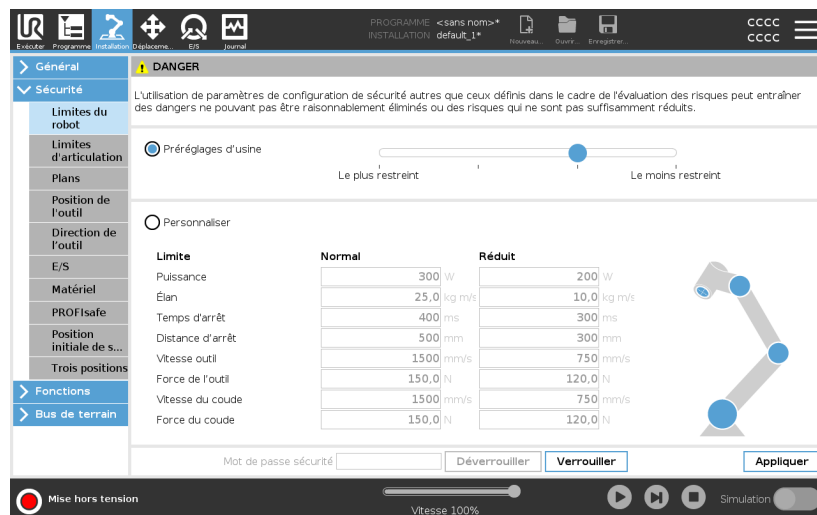 PROGRAMME <sans nom>*
INSTALLATION default_1*
CCCC
CCCC
Exécuter Programme Installation Déplaceme... E/S Journal
Nouveau... Ouvrir... Enregistrer...
Général
Sécurité
Limites du
robot
Limites
d'articulation
Plans
Position de
l'outil
Direction de
l'outil
E/S
Matériel
PROFIsafe
Position
initiale de s...
Trois positions
Fonctions
Bus de terrain
DANGER
L'utilisation de paramètres de configuration de sécurité autres que ceux définis dans le cadre de l'évaluation des risques peut entraîner
des dangers ne pouvant pas être raisonnablement éliminés ou des risques qui ne sont pas suffisamment réduits.
Préréglages d'usine
Le plus restreint Le moins restreint
Personnaliser
Limite Normal Réduit
Puissance 300 W 200 W
Élan 25,0 kg m/s 10,0 kg m/s
Temps d'arrêt 400 ms 300 ms
Distance d'arrêt 500 mm 300 mm
Vitesse outil 1500 mm/s 750 mm/s
Force de l'outil 150,0 N 120,0 N
Vitesse du coude 1500 mm/s 750 mm/s
Force du coude 150,0 N 120,0 N
Mot de passe sécurité Déverrouiller Verrouiller Appliquer
Mise hors tension
Vitesse 100%
Simulation